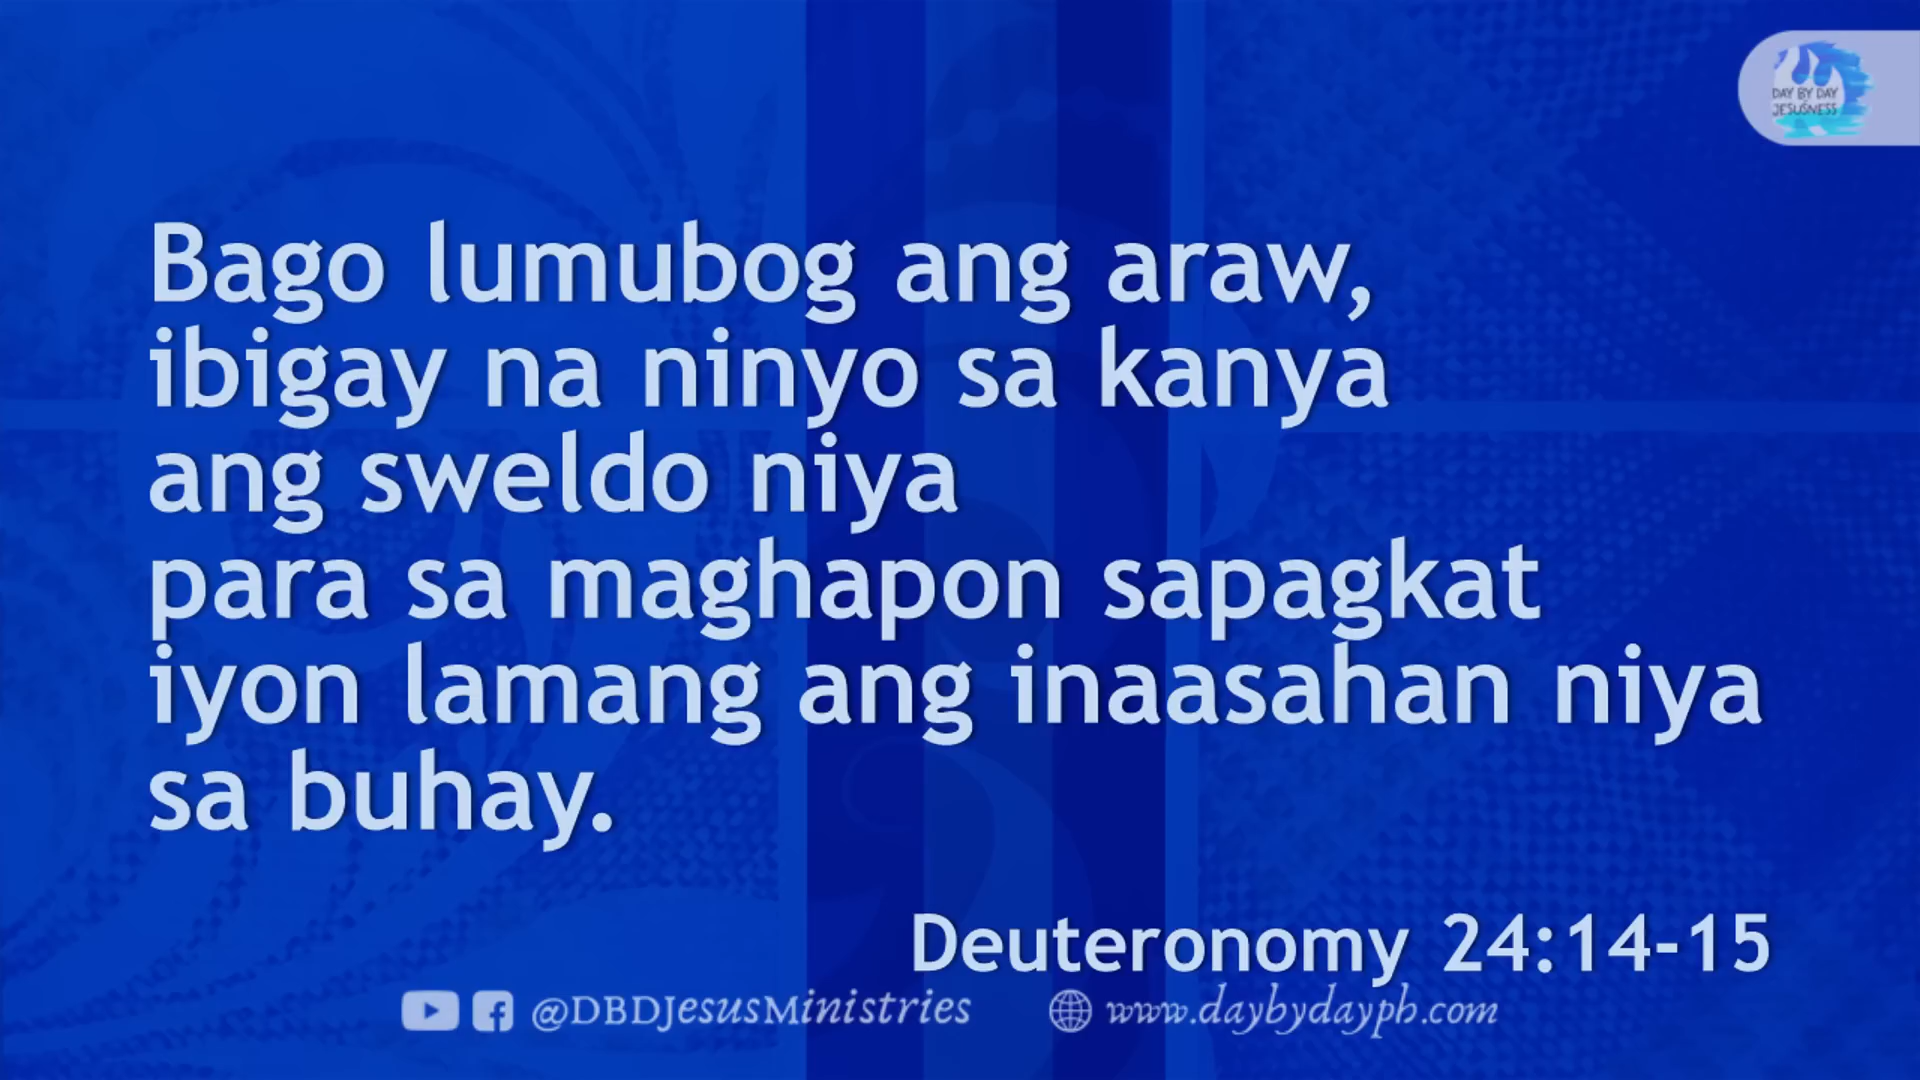 DAY BY DAY
JESUSNESS
Bago lumubog ang araw,
ibigay na ninyo sa kanya
ang sweldo niya
para sa maghapon sapagkat
iyon lamang ang inaasahan niya
sa buhay.
Deuteronomy 24:14-15
@DBDJesusMinistries www.daybydayph.com